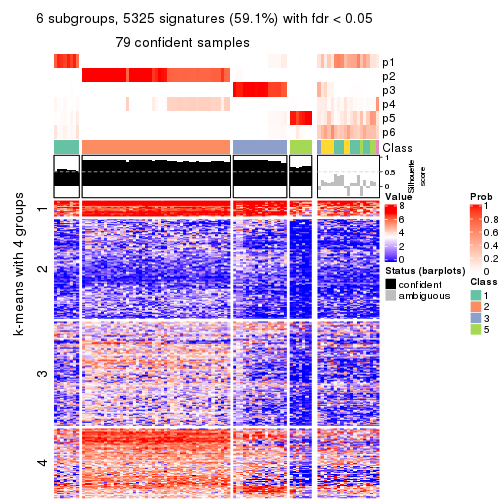 6 subgroups, 5325 signatures (59.1%) with fdr < 0.05
79 confident samples
p1
p2
p3
p4
p5
p6
Class
1
0.5
0
Silhouette
score
k-means with 4 groups
1
2
3
4
Value
8
6
4
2
0
Status (barplots)
confident
ambiguous
Prob
1
0.8
0.6
0.4
0.2
0
Class
1
2
3
5